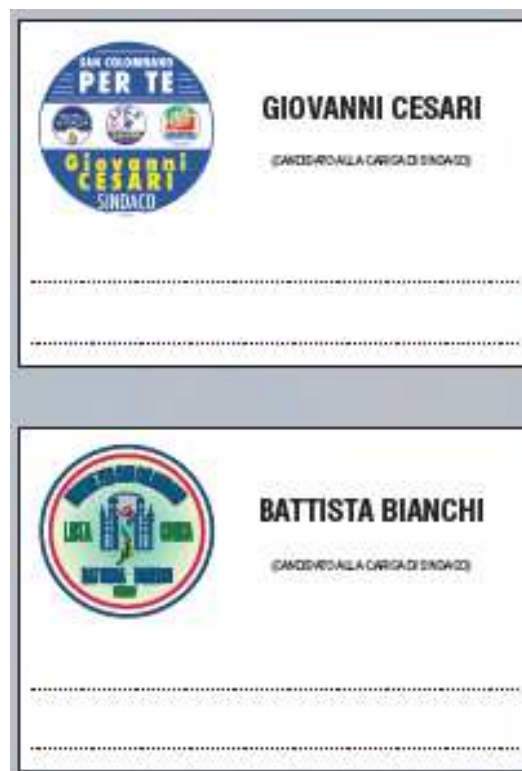 SAN COLOMBANO
PER TE
Giovanni
CESARI
SINDACO
GIOVANNI CESARI
(CANDIDATO ALLA CARICA DI SINDACO)
LISTA CIVICA
BATTISTA BIANCHI
(CANDIDATO ALLA CARICA DI SINDACO)